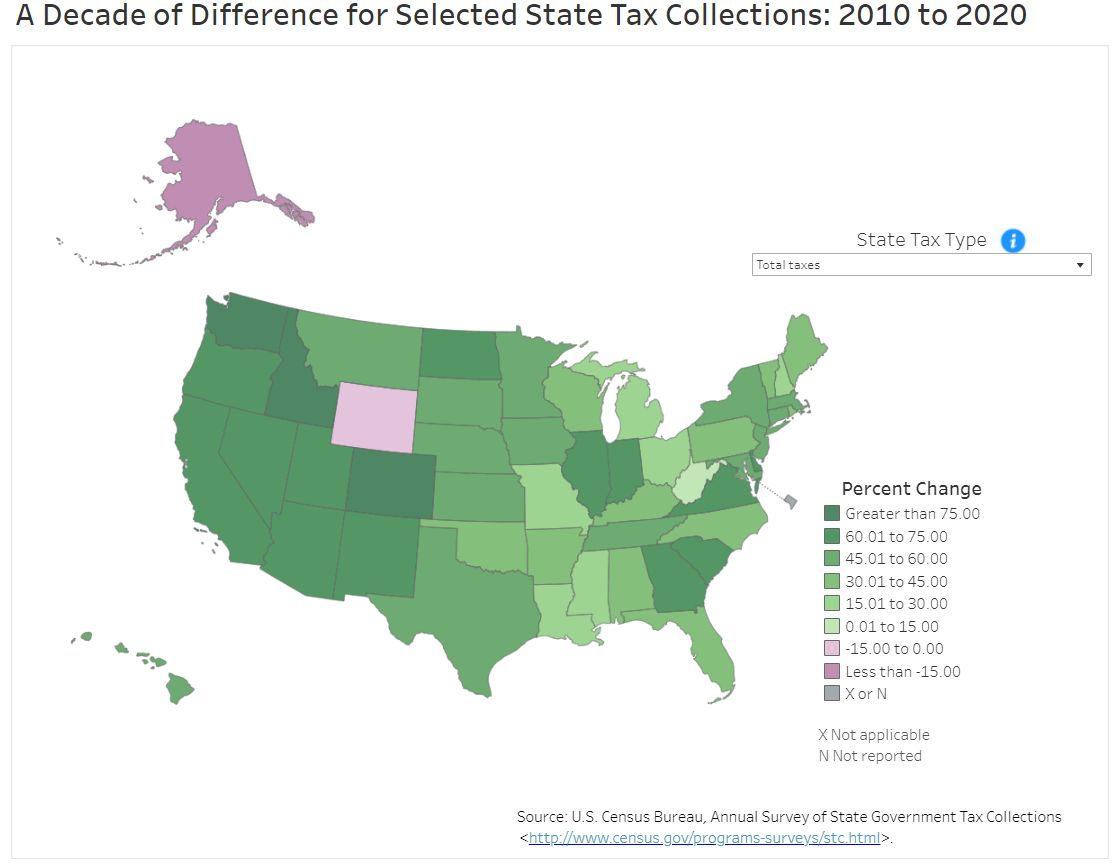 A Decade of Difference for Selected State Tax Collections: 2010 to 2020
State Tax Type i
Total taxes
Percent Change
Greater than 75.00
60.01 to 75.00
45.01 to 60.00
30.01 to 45.00
15.01 to 30.00
0.01 to 15.00
-15.00 to 0.00
Less than -15.00
X or N
X Not applicable
N Not reported
Source: U.S. Census Bureau, Annual Survey of State Government Tax Collections
<http://www.census.gov/programs-surveys/stc.html>.